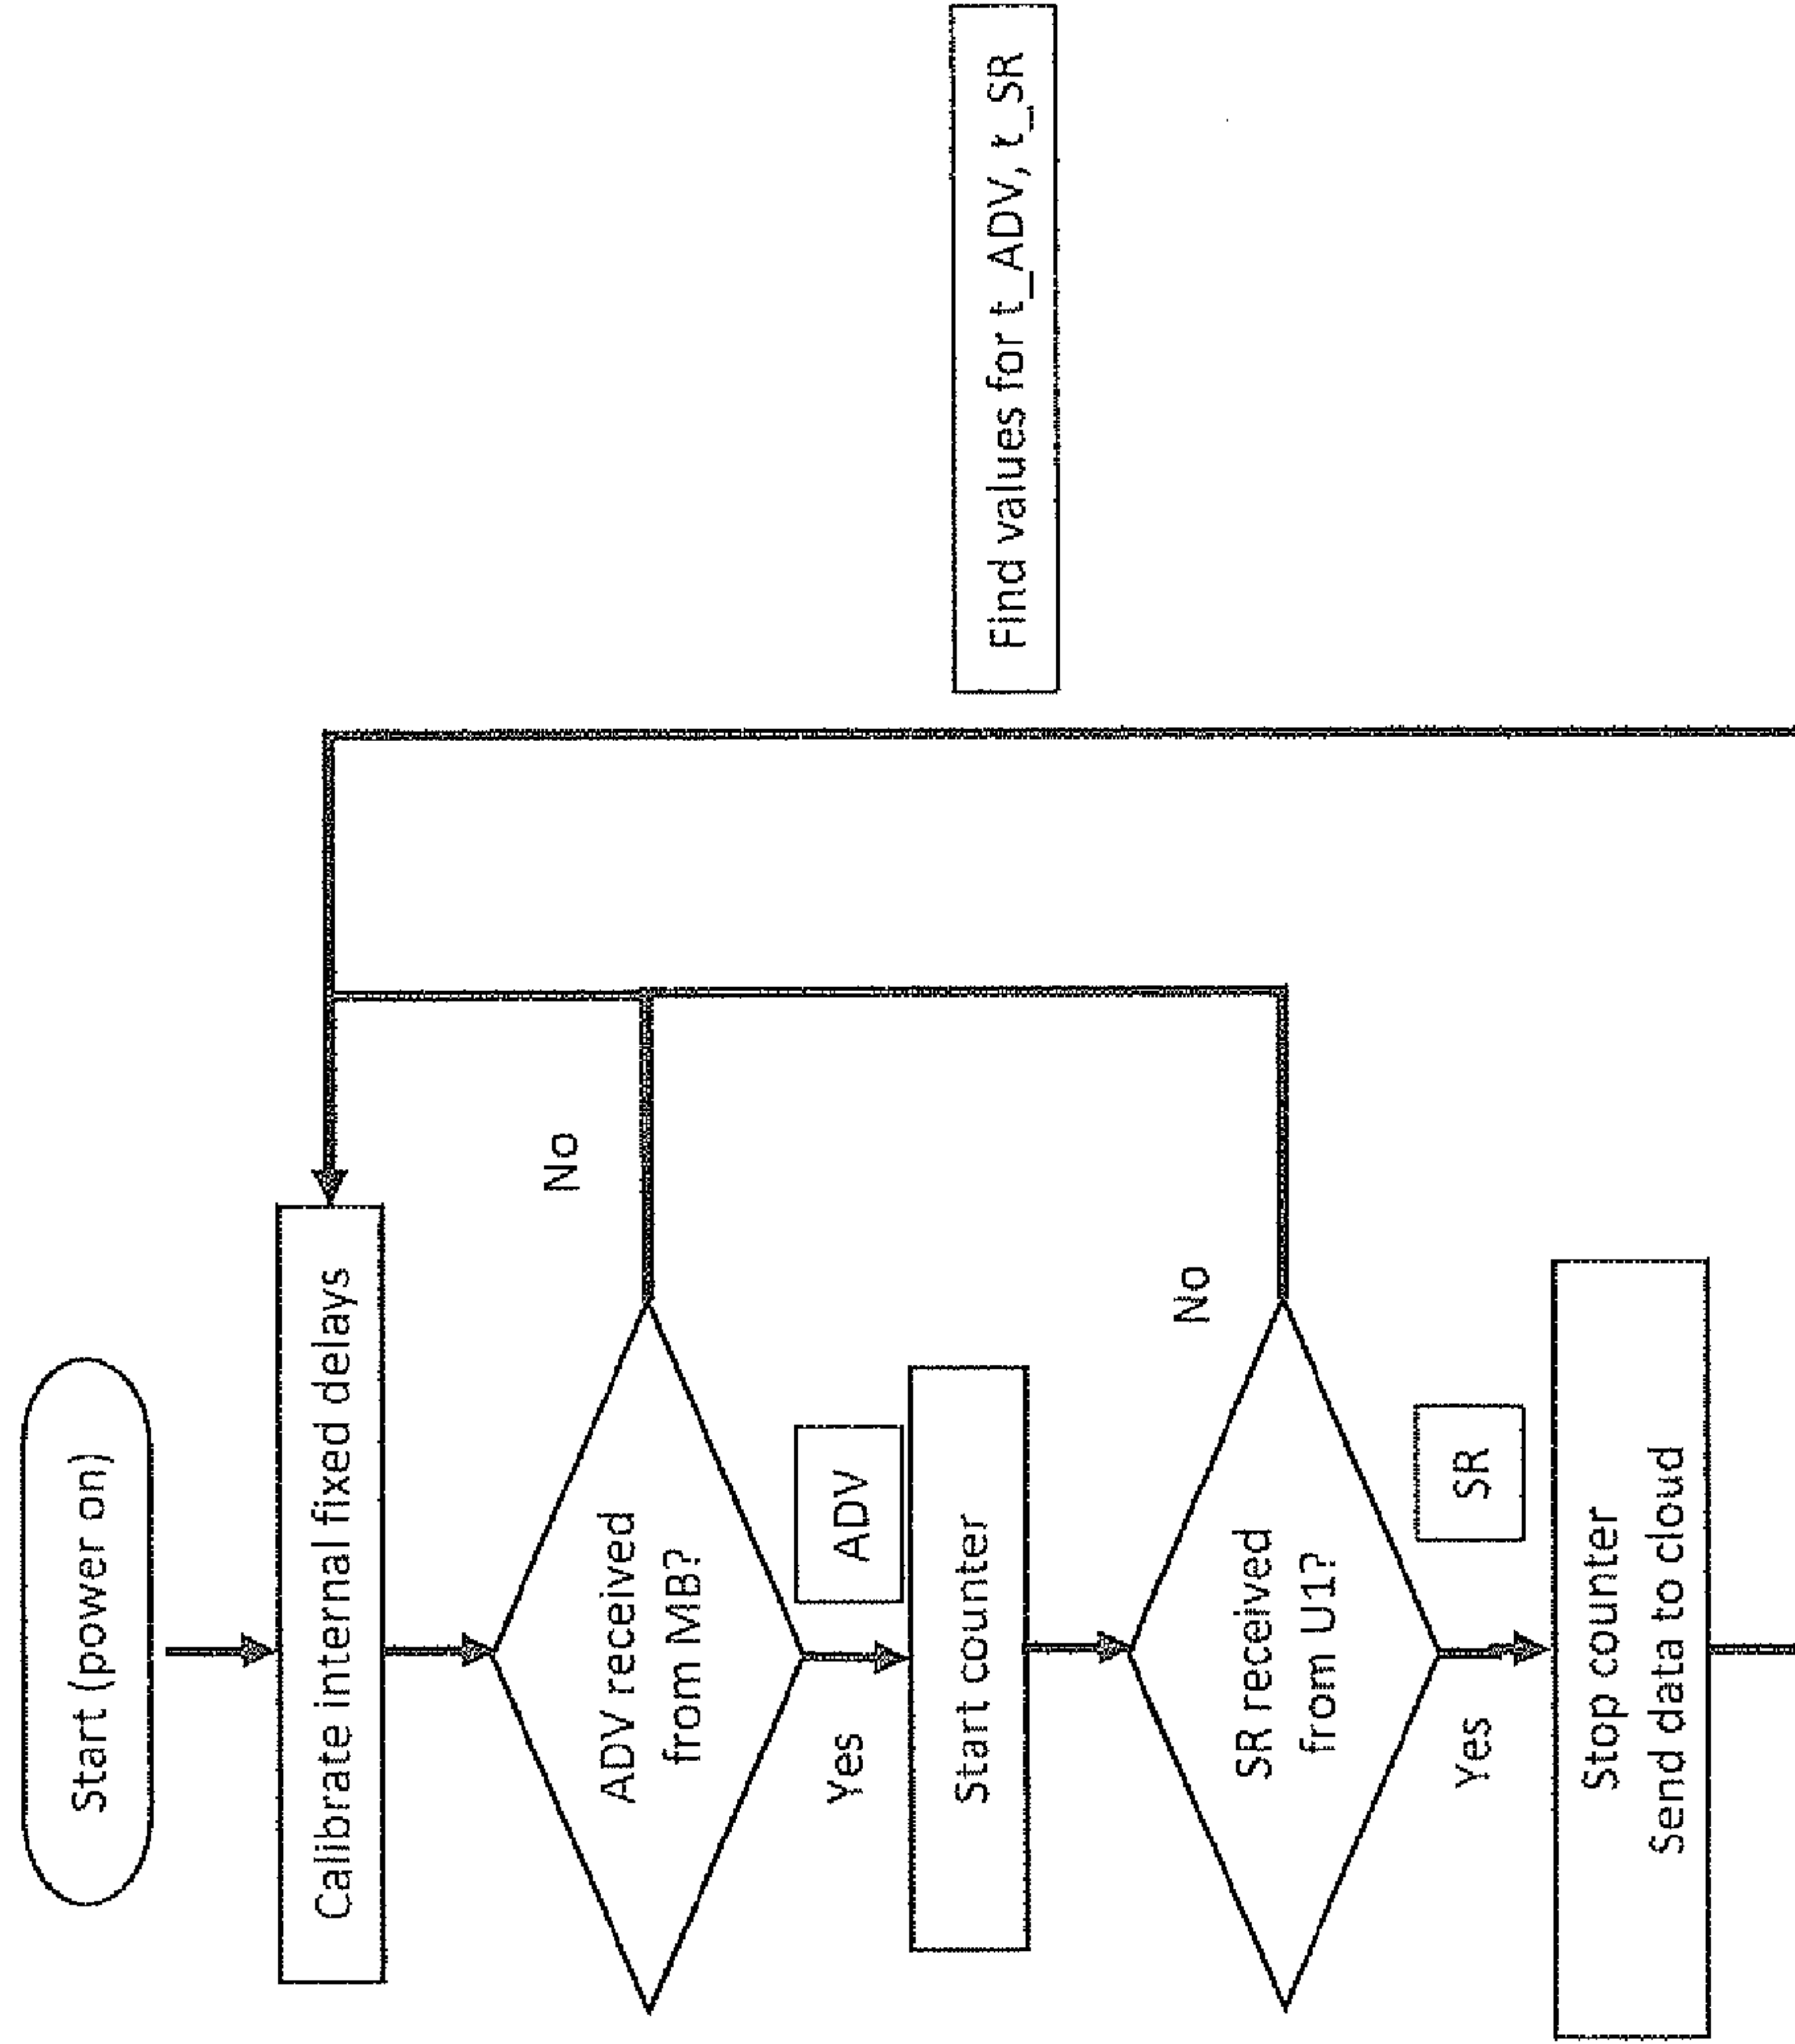 Start (power on)
Calibrate internal fixed delays
ADV received
from MB?
No
Yes
ADV
Start counter
Find values for t_ADV, t_SR
SR received
from U1?
No
Yes
SR
Stop counter
Send data to cloud